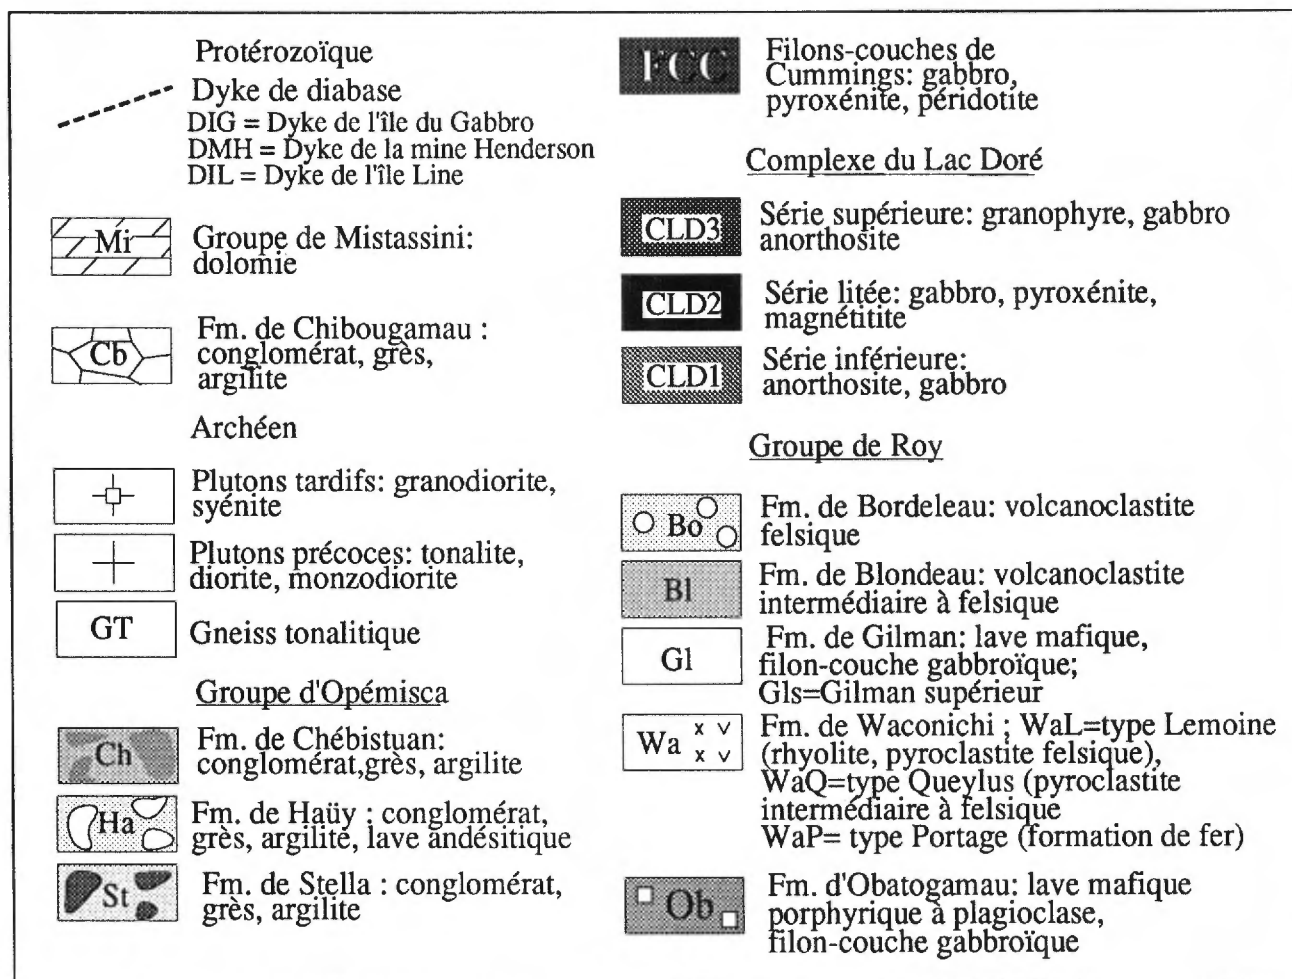 Protérozoïque
Dyke de diabase
DIG = Dyke de l'île du Gabbro
DMH = Dyke de la mine Henderson
DIL = Dyke de l'île Line
Mi
Groupe de Mistassini:
dolomie
Cb
Fm. de Chibougamau :
conglomérat, grès,
argilite
Archéen
Plutons tardifs: granodiorite,
syénite
Plutons précoces: tonalite,
diorite, monzodiorite
GT
Gneiss tonalitique
Groupe d'Opémisca
Ch
Fm. de Chébistuan:
conglomérat,grès, argilite
Ha
Fm. de Haüy : conglomérat,
grès, argilite, lave andésitique
St
Fm. de Stella : conglomérat,
grès, argilite
FCC
Filons-couches de
Cummings: gabbro,
pyroxénite, péridotite
Complexe du Lac Doré
CLD3
Série supérieure: granophyre, gabbro
anorthosite
CLD2
Série litée: gabbro, pyroxénite,
magnétitite
CLD1
Série inférieure:
anorthosite, gabbro
Groupe de Roy
Bo
Fm. de Bordeleau: volcanoclastite
felsique
Bl
Fm. de Blondeau: volcanoclastite
intermédiaire à felsique
Gl
Fm. de Gilman: lave mafique,
filon-couche gabbroïque;
Gls=Gilman supérieur
Wa x v
x v
Fm. de Waconichi ; WaL=type Lemoine
(rhyolite, pyroclastite felsique),
WaQ=type Queylus (pyroclastite
intermédiaire à felsique
WaP= type Portage (formation de fer)
Ob
Fm. d'Obatogamau: lave mafique
porphyrique à plagioclase,
filon-couche gabbroïque